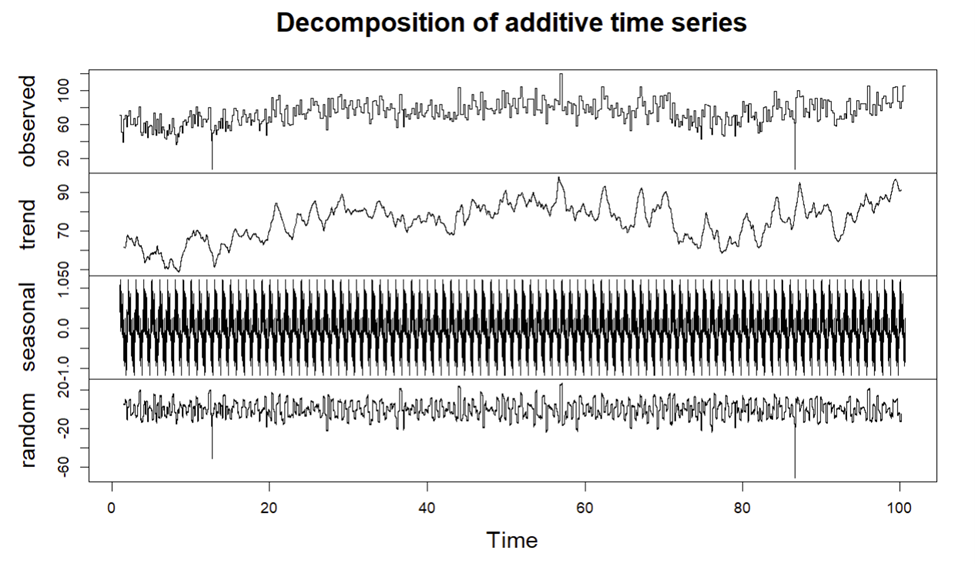 Decomposition of additive time series
observed
100
60
20
trend
90
70
50
seasonal
1.0
0.0
-1.0
random
20
-20
-60
0 20 40 60 80 100
Time